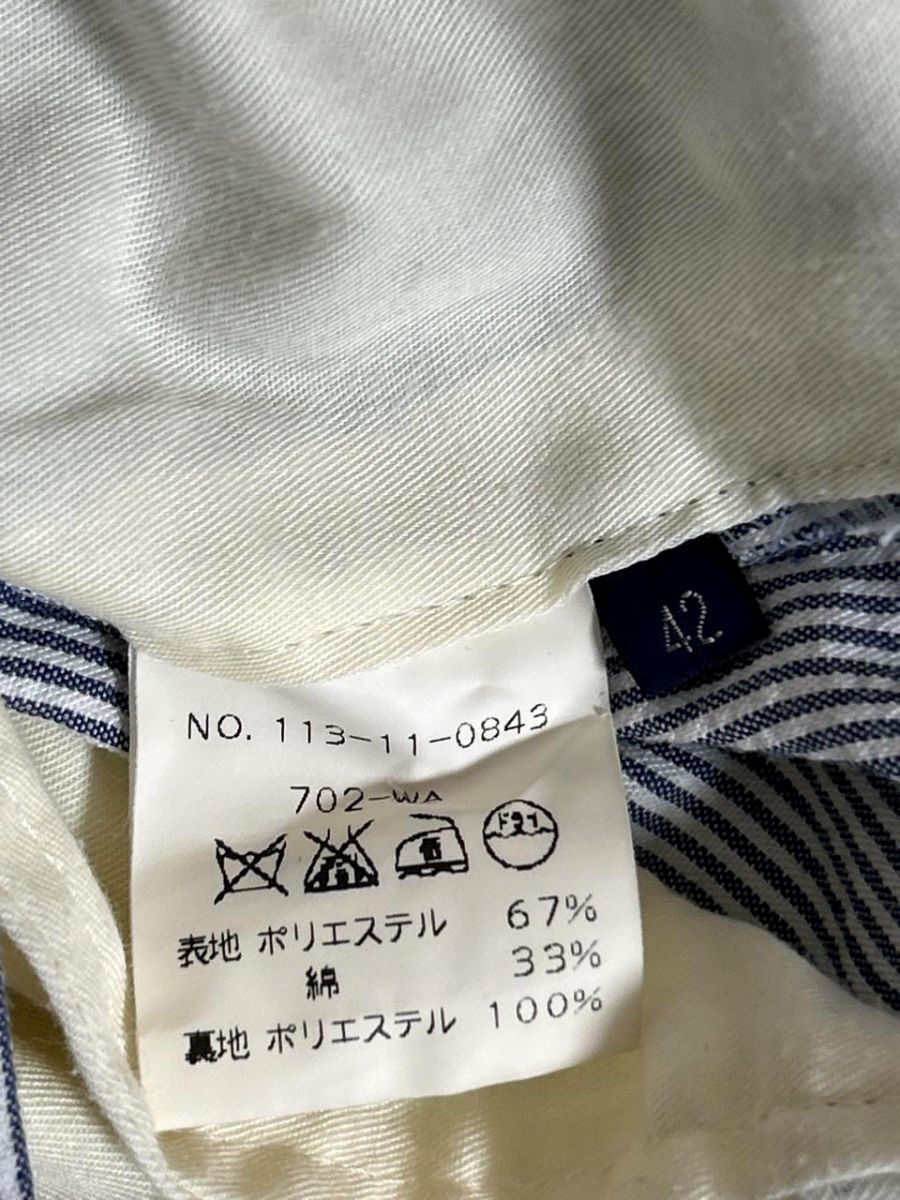 42
NO. 113-11-0843
702-WA
ドライ
表地 ポリエステル 67%
綿 33%
裏地 ポリエステル 100%